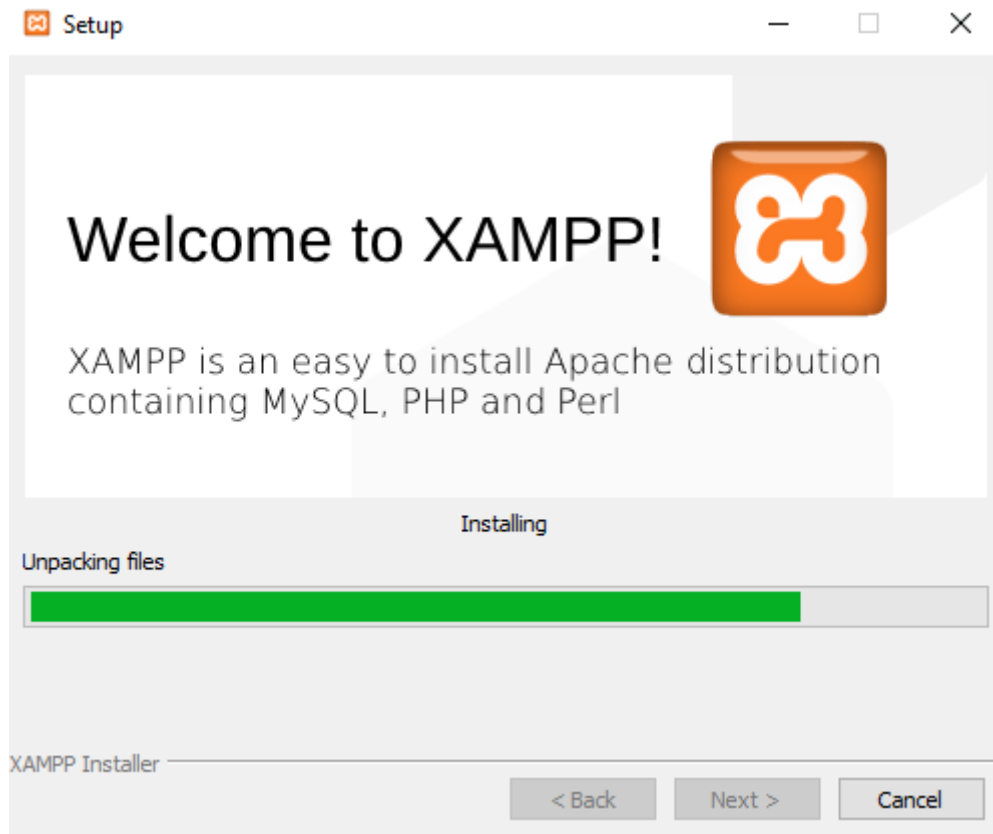 Setup
Welcome to XAMPP!
XAMPP is an easy to install Apache distribution
containing MySQL, PHP and Perl
Installing
Unpacking files
XAMPP Installer
< Back
Next >
Cancel